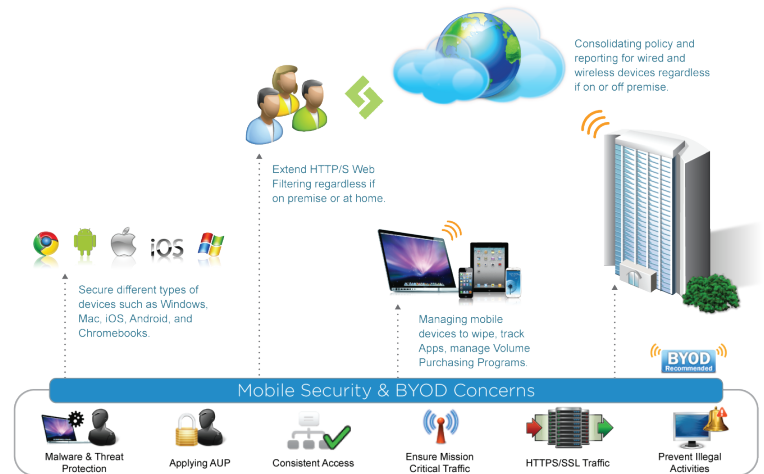 Consolidating policy and
reporting for wired and
wireless devices regardless
if on or off premise.
Extend HTTP/S Web
Filtering regardless if
on premise or at home.
iOS
Secure different types of
devices such as Windows,
Mac, iOS, Android, and
Chromebooks.
Managing mobile
devices to wipe, track
Apps, manage Volume
Purchasing Programs.
BYOD
Recommended
Mobile Security & BYOD Concerns
Malware & Threat
Protection
Applying AUP
Consistent Access
Ensure Mission
Critical Traffic
HTTPS/SSL Traffic
Prevent Illegal
Activities